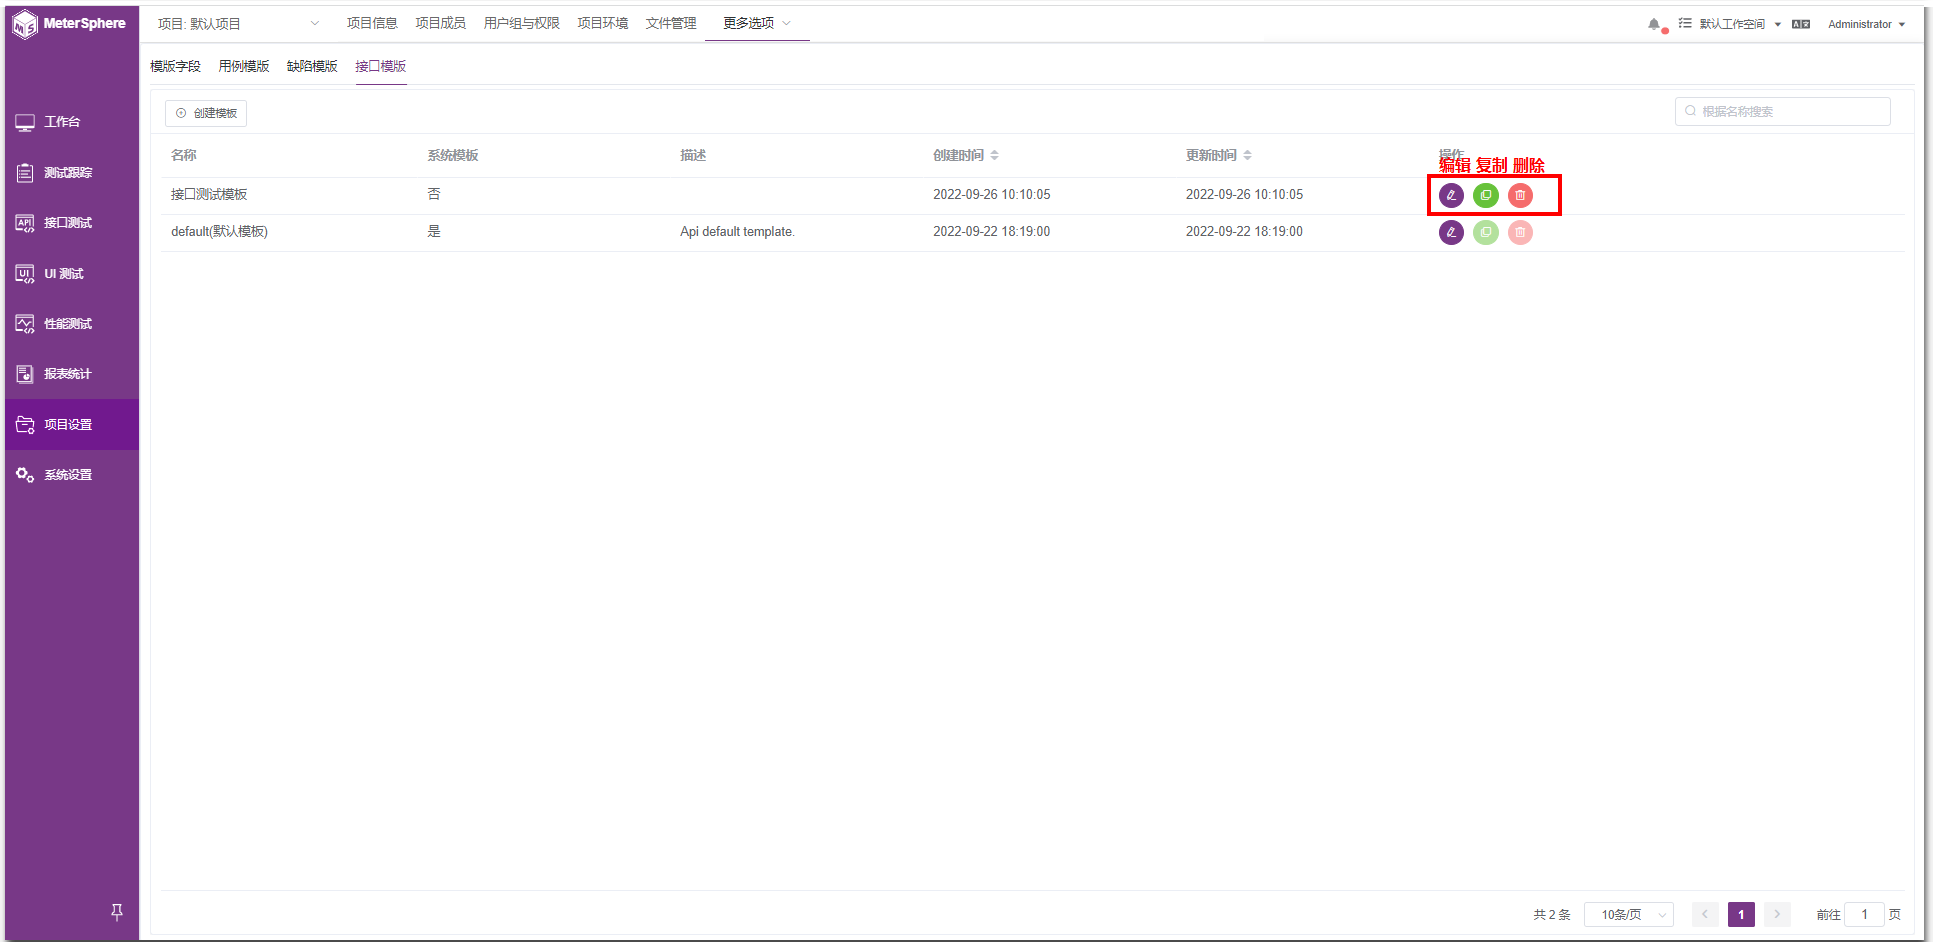 MeterSphere
项目: 默认项目
项目信息 项目成员 用户组与权限 项目环境 文件管理 更多选项
默认工作空间
Administrator
模版字段 用例模版 缺陷模版 接口模版
工作台
测试跟踪
接口测试
UI 测试
性能测试
报表统计
项目设置
系统设置
创建模板
根据名称搜索
名称 系统模板 描述 创建时间 更新时间 操作
编辑 复制 删除
接口测试模板 否 2022-09-26 10:10:05 2022-09-26 10:10:05
default(默认模板) 是 Api default template. 2022-09-22 18:19:00 2022-09-22 18:19:00
共 2 条 10条/页 1 前往 1 页